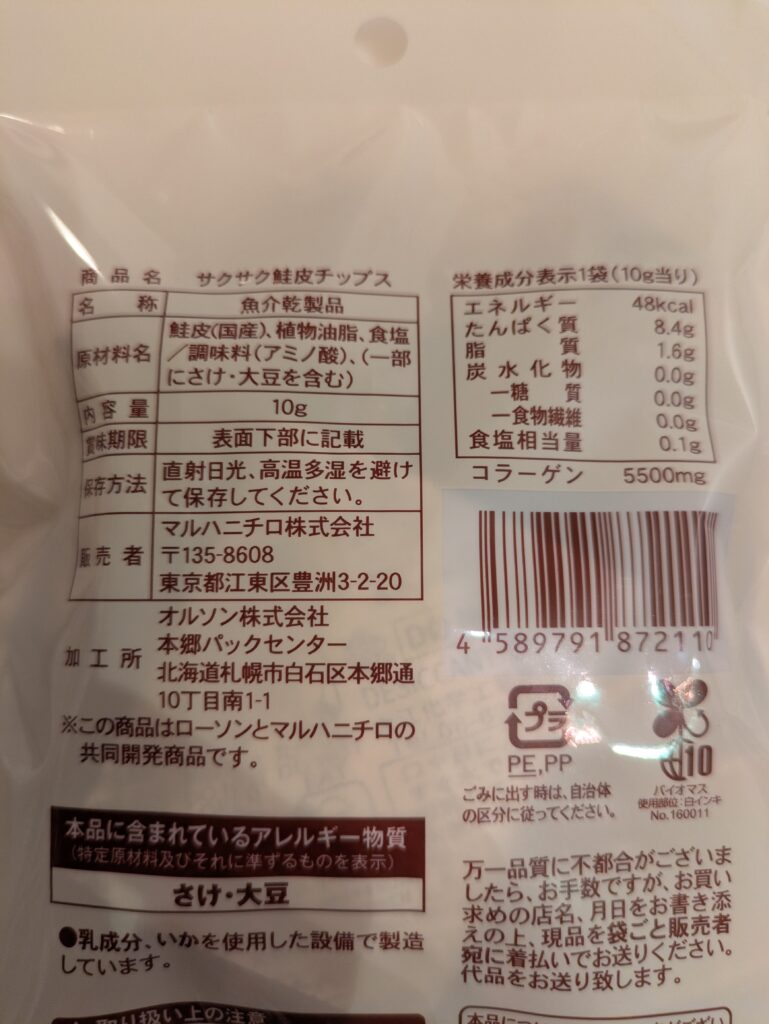 商品名 サクサク鮭皮チップス
名称 魚介乾製品
原材料名 鮭皮(国産)、植物油脂、食塩
／調味料(アミノ酸)、(一部
にさけ・大豆を含む)
内容量 10g
賞味期限 表面下部に記載
保存方法 直射日光、高温多湿を避け
て保存してください。
販売者 マルハニチロ株式会社
〒135-8608
東京都江東区豊洲3-2-20
加工所 オルソン株式会社
本郷パックセンター
北海道札幌市白石区本郷通
10丁目南1-1
※この商品はローソンとマルハニチロの
共同開発商品です。
本品に含まれているアレルギー物質
(特定原材料及びそれに準ずるものを表示)
さけ・大豆
●乳成分、いかを使用した設備で製造
しています。
取り扱い上の注意
栄養成分表示1袋(10g当り)
エネルギー 48kcal
たんぱく質 8.4g
脂質 1.6g
炭水化物 0.0g
―糖質 0.0g
―食物繊維 0.0g
食塩相当量 0.1g
コラーゲン 5500mg
4 589791 872110
プラ
PE,PP
ごみに出す時は、自治体
の区分に従ってください。
10
バイオマス
使用部位:白インキ
No.160011
万一品質に不都合がございま
したら、お手数ですが、お買い
求めの店名、月日をお書き添
えの上、現品を袋ごと販売者
宛に着払いでお送りください。
代品をお送り致します。